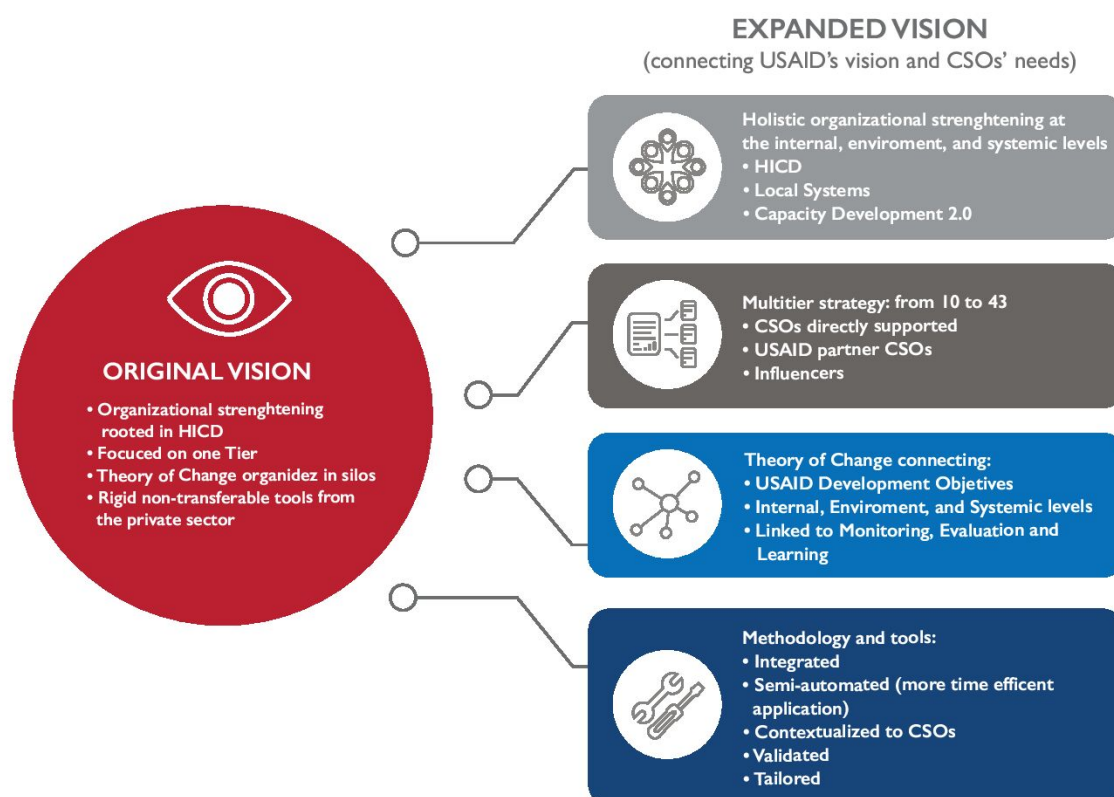 EXPANDED VISION
(connecting USAID's vision and CSOs' needs)
ORIGINAL VISION
• Organizational strenghtening
rooted in HICD
• Focuced on one Tier
• Theory of Change organidez in silos
• Rigid non-transferable tools from
the private sector
Holistic organizational strenghtening at
the internal, enviroment, and systemic levels
• HICD
• Local Systems
• Capacity Development 2.0
Multitier strategy: from 10 to 43
• CSOs directly supported
• USAID partner CSOs
• Influencers
Theory of Change connecting:
• USAID Development Objetives
• Internal, Enviroment, and Systemic levels
• Linked to Monitoring, Evaluation and
Learning
Methodology and tools:
• Integrated
• Semi-automated (more time efficent
application)
• Contextualized to CSOs
• Validated
• Tailored